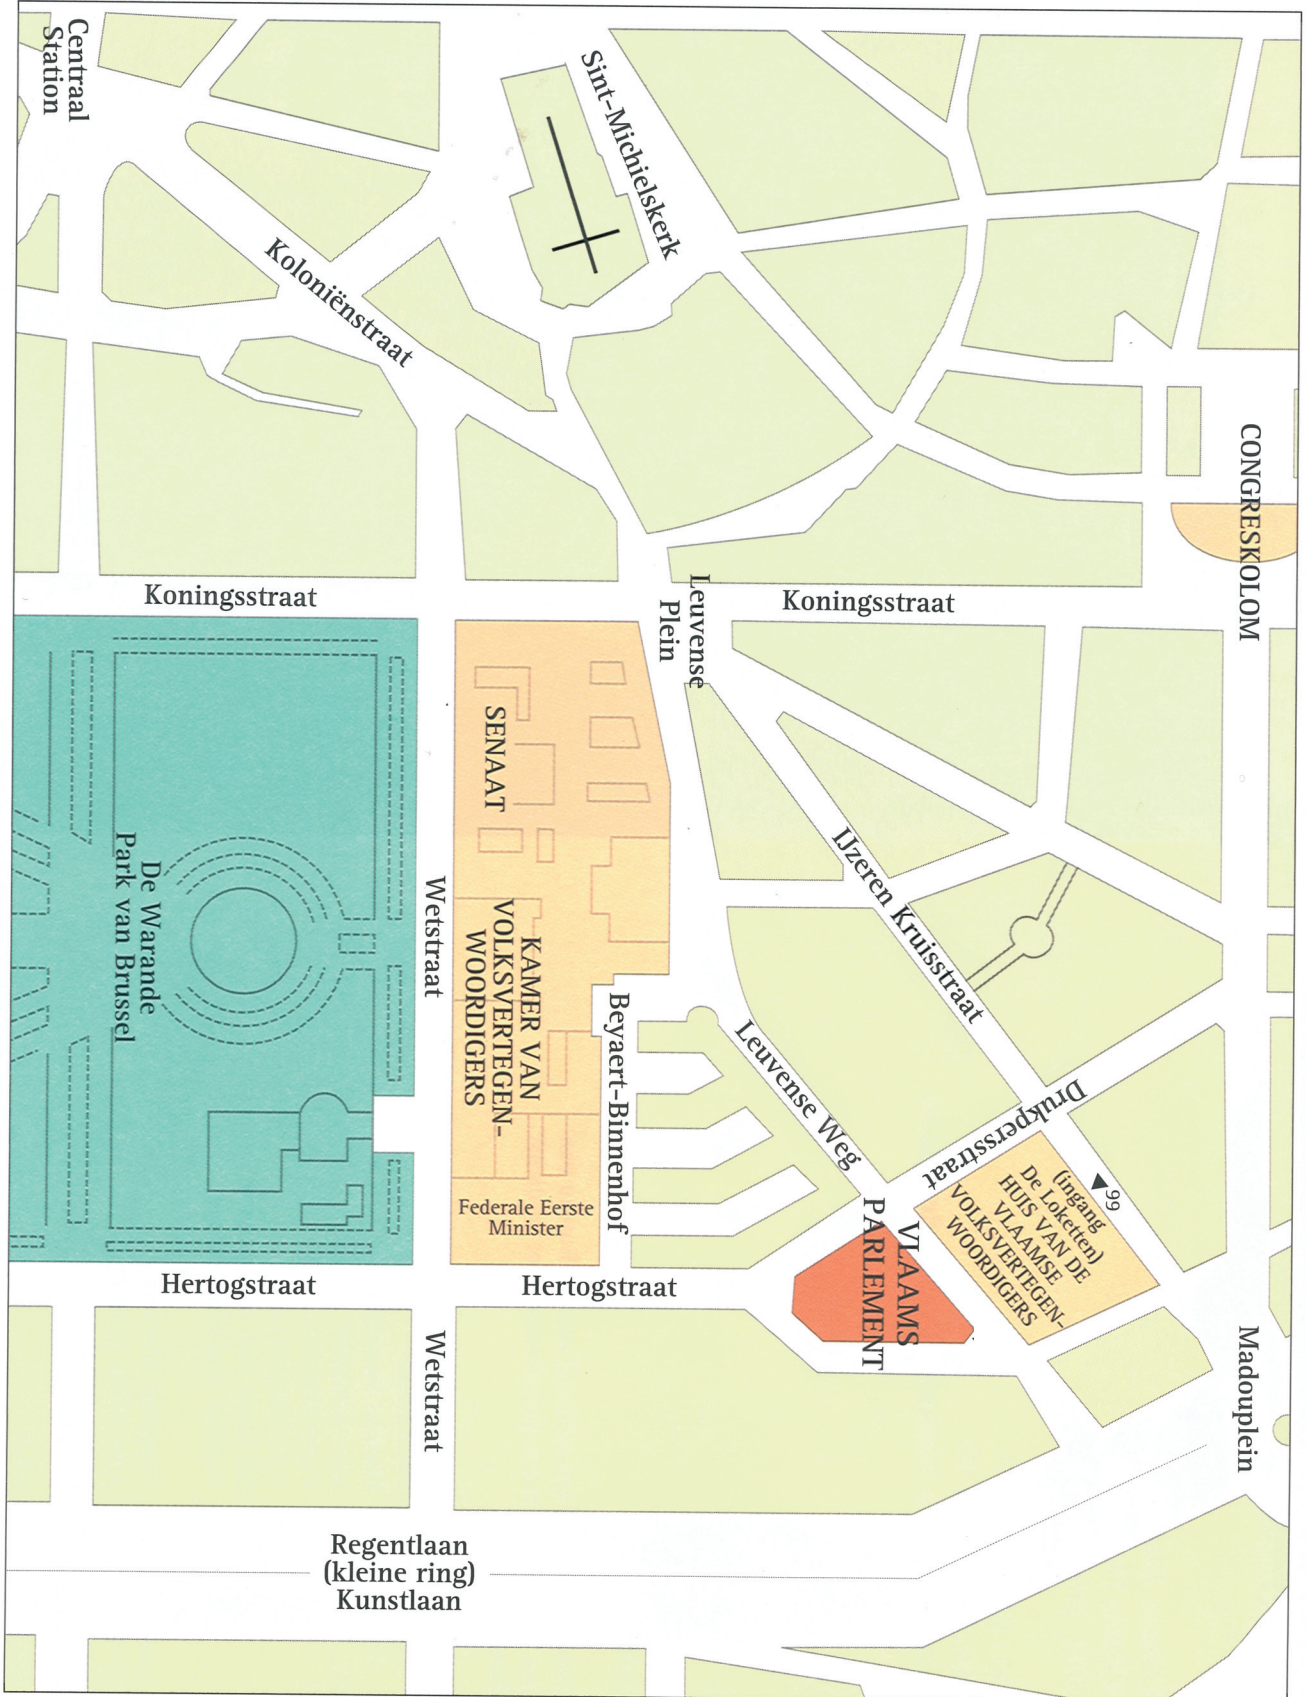 Centraal
Station
Sint-Michielskerk
Koloniënstraat
CONGRESKOLOM
Koningsstraat
Leuvense
Plein
Koningsstraat
SENAAT
De Warande
Park van Brussel
Wetstraat
KAMER VAN
VOLKSVERTEGEN-
WOORDIGERS
IJzeren Kruisstraat
Beyaert-Binnenhof
Leuvense Weg
Drukpersstraat
99
(ingang
De Loketten)
HUIS VAN DE
VLAAMSE
VOLKSVERTEGEN-
WOORDIGERS
Federale Eerste
Minister
VLAAMS
PARLEMENT
Hertogstraat
Hertogstraat
Wetstraat
Madouplein
Regentlaan
(kleine ring)
Kunstlaan